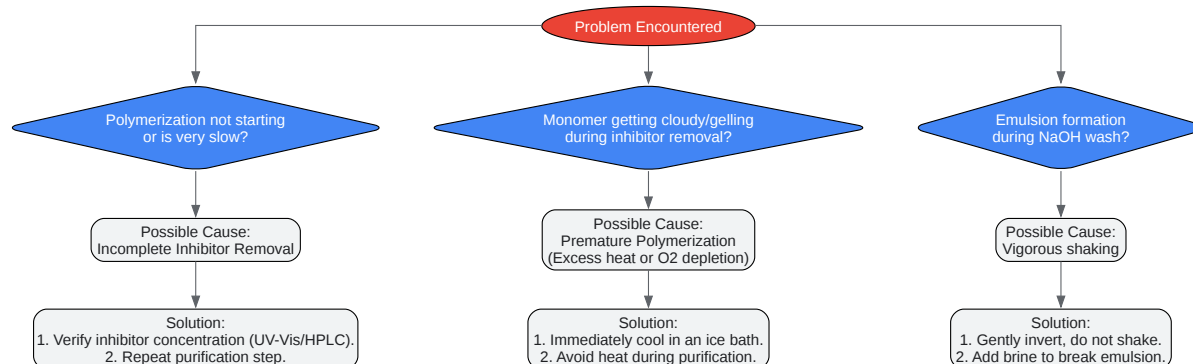 Problem Encountered
Polymerization not starting
or is very slow?
Monomer getting cloudy/gelling
during inhibitor removal?
Emulsion formation
during NaOH wash?
Possible Cause:
Incomplete Inhibitor Removal
Possible Cause:
Premature Polymerization
(Excess heat or O2 depletion)
Possible Cause:
Vigorous shaking
Solution:
1. Verify inhibitor concentration (UV-Vis/HPLC).
2. Repeat purification step.
Solution:
1. Immediately cool in an ice bath.
2. Avoid heat during purification.
Solution:
1. Gently invert, do not shake.
2. Add brine to break emulsion.